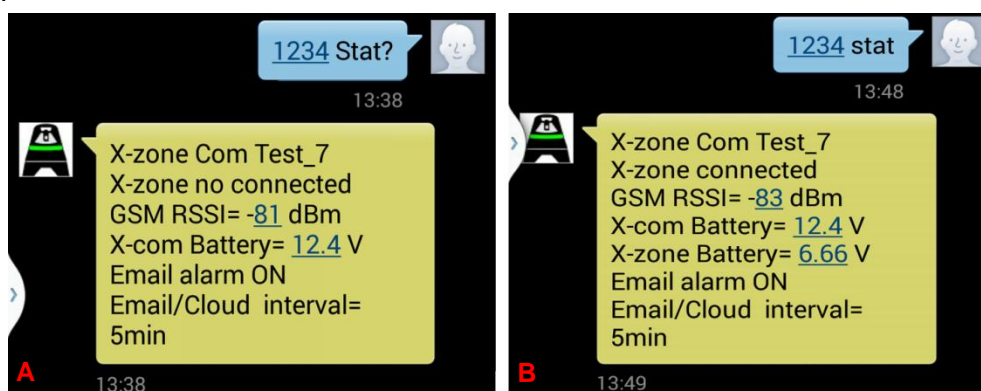 1234 Stat?
13:38
X-zone Com Test_7
X-zone no connected
GSM RSSI= -81 dBm
X-com Battery= 12.4 V
Email alarm ON
Email/Cloud  interval=
5min
13:38
A
1234 stat
13:48
X-zone Com Test_7
X-zone connected
GSM RSSI= -83 dBm
X-com Battery= 12.4 V
X-zone Battery= 6.66 V
Email alarm ON
Email/Cloud  interval=
5min
13:49
B